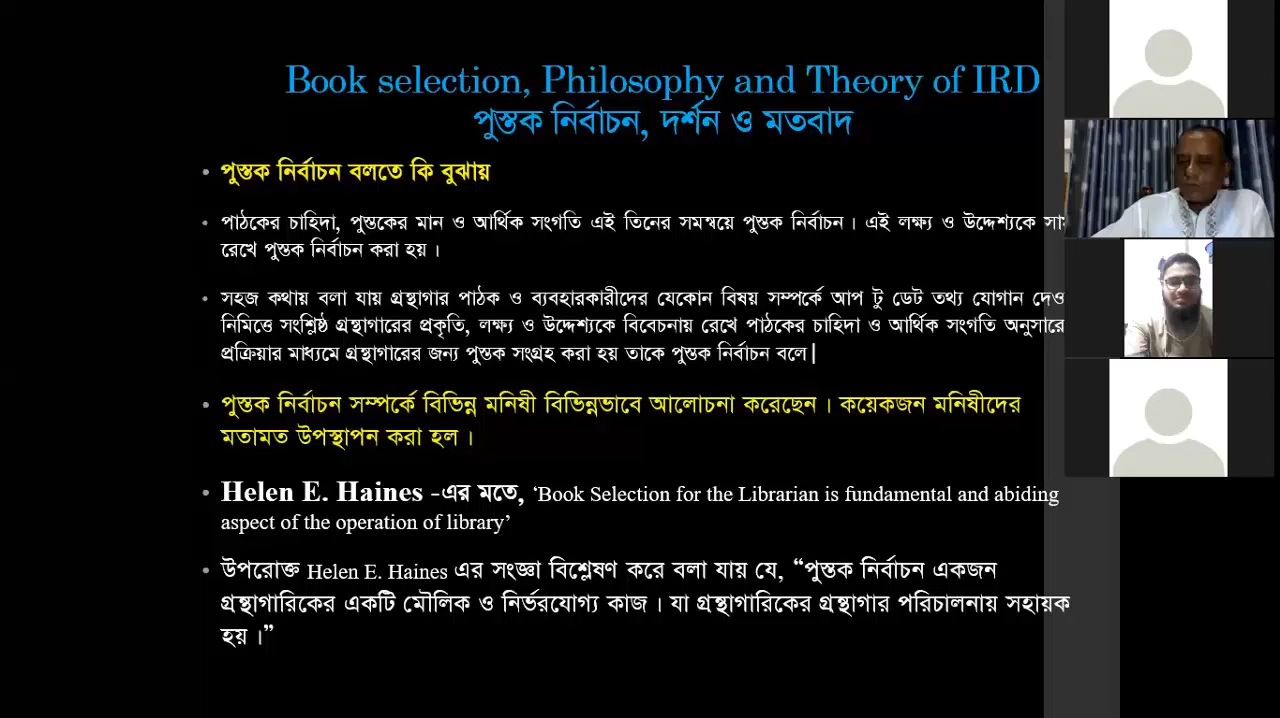 Book selection, Philosophy and Theory of IRD
পুস্তক নির্বাচন, দর্শন ও মতবাদ
• পুস্তক নির্বাচন বলতে কি বুঝায়
• পাঠকের চাহিদা, পুস্তকের মান ও আর্থিক সংগতি এই তিনের সমন্বয়ে পুস্তক নির্বাচন। এই লক্ষ্য ও উদ্দেশ্যকে
রেখে পুস্তক নির্বাচন করা হয়।
• সহজ কথায় বলা যায় গ্রন্থাগার পাঠক ও ব্যবহারকারীদের যেকোন বিষয় সম্পর্কে আপ টু ডেট তথ্য যোগান
নিমিত্তে সংশ্লিষ্ঠ গ্রন্থাগারের প্রকৃতি, লক্ষ্য ও উদ্দেশ্যকে বিবেচনায় রেখে পাঠকের চাহিদা ও আর্থিক সংগতি অনুসারে
প্রক্রিয়ার মাধ্যমে গ্রন্থাগারের জন্য পুস্তক সংগ্রহ করা হয় তাকে পুস্তক নির্বাচন বলে|
• পুস্তক নির্বাচন সম্পর্কে বিভিন্ন মনিষী বিভিন্নভাবে আলোচনা করেছেন। কয়েকজন মনিষীদের
মতামত উপস্থাপন করা হল।
• Helen E. Haines -এর মতে, ‘Book Selection for the Librarian is fundamental and abiding
aspect of the operation of library’
• উপরোক্ত Helen E. Haines এর সংজ্ঞা বিশ্লেষণ করে বলা যায় যে, “পুস্তক নির্বাচন একজন
গ্রন্থাগারিকের একটি মৌলিক ও নির্ভরযোগ্য কাজ। যা গ্রন্থাগারিকের গ্রন্থাগার পরিচালনায় সহায়ক
হয়।”